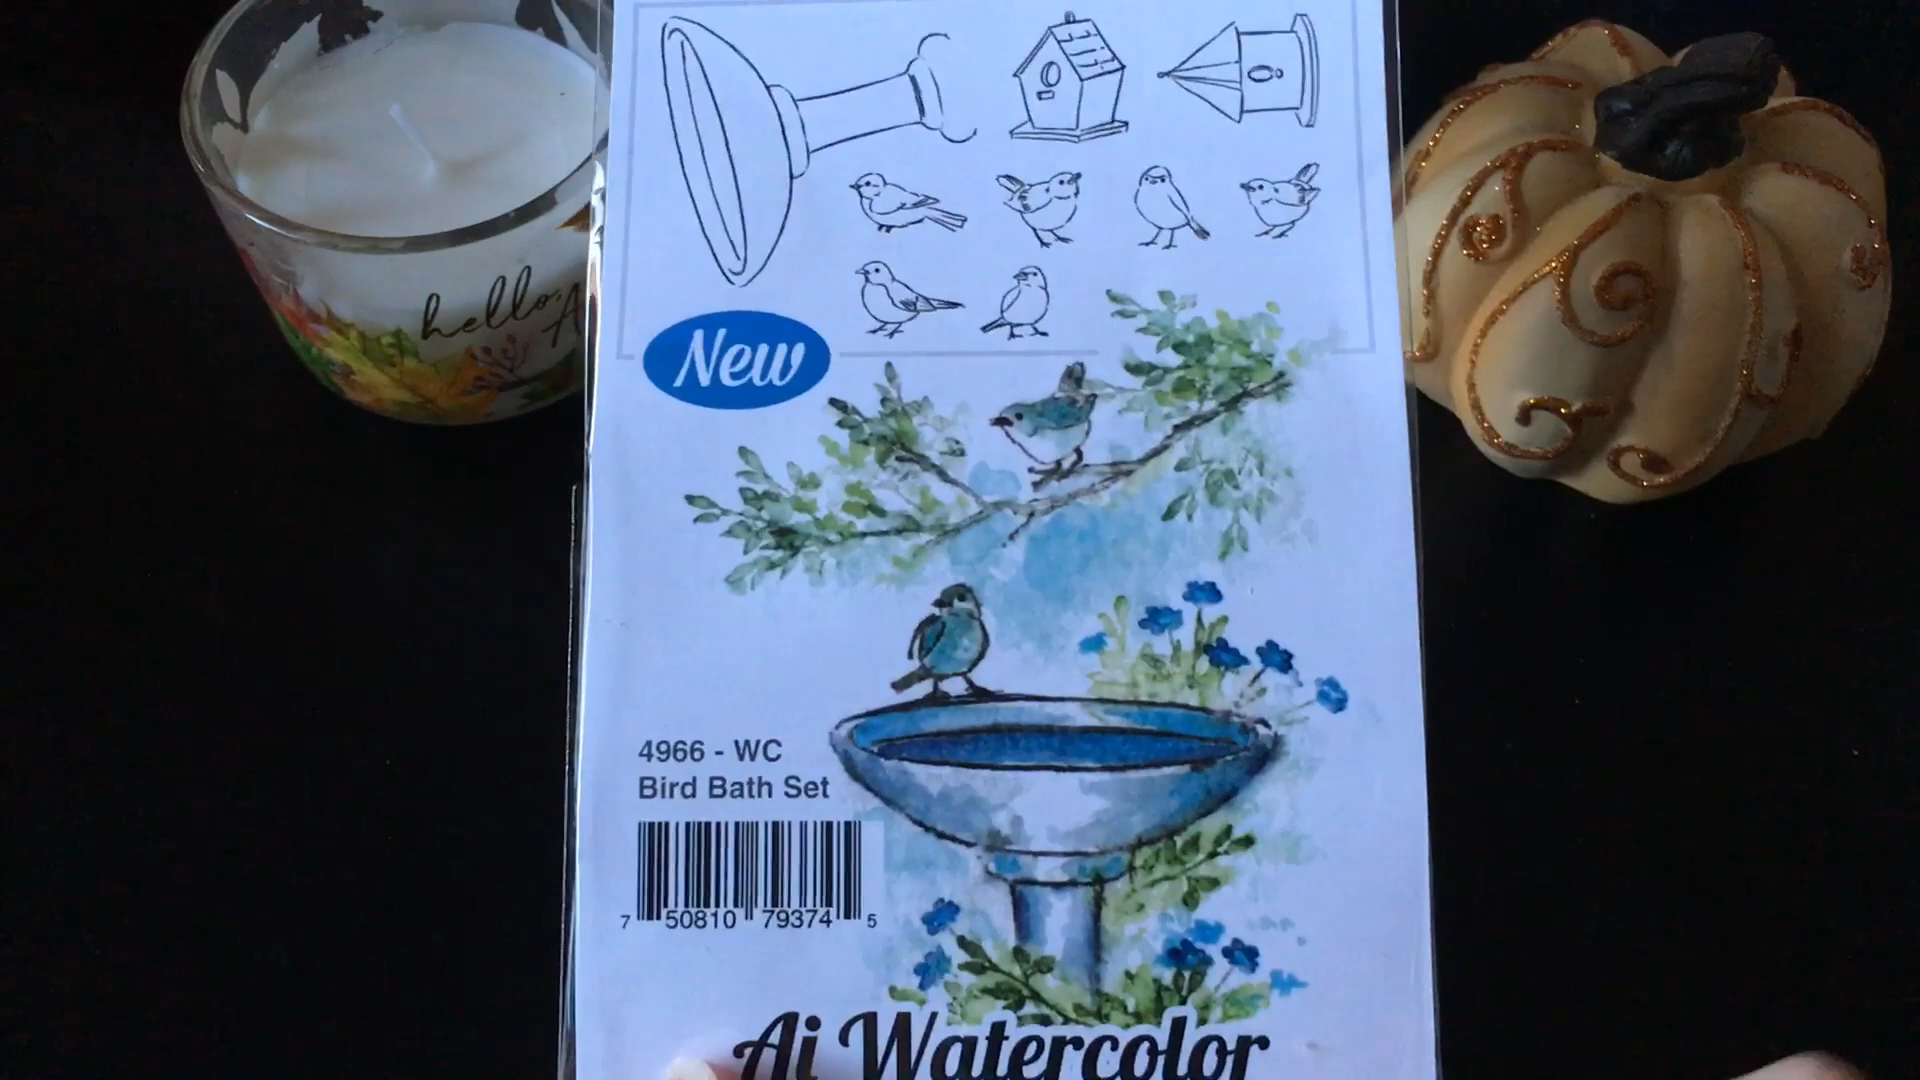 hello,
New
4966 - WC
Bird Bath Set
7 50810 79374 5
Ai Watercolor